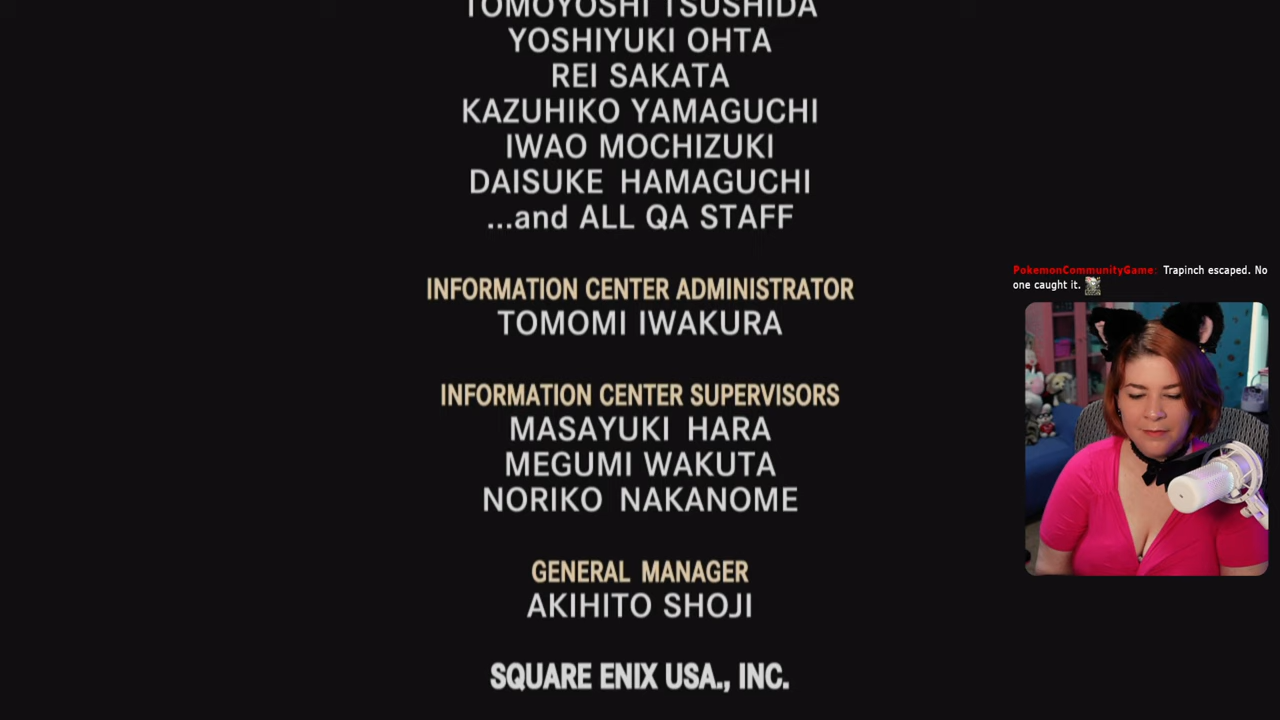 TOMOYOSHI TSUSHIDA
YOSHIYUKI OHTA
REI SAKATA
KAZUHIKO YAMAGUCHI
IWAO MOCHIZUKI
DAISUKE HAMAGUCHI
...and ALL QA STAFF
INFORMATION CENTER ADMINISTRATOR
TOMOMI IWAKURA
INFORMATION CENTER SUPERVISORS
MASAYUKI HARA
MEGUMI WAKUTA
NORIKO NAKANOME
GENERAL MANAGER
AKIHITO SHOJI
SQUARE ENIX USA., INC.
PokemonCommunityGame: Trapinch escaped. No
one caught it.